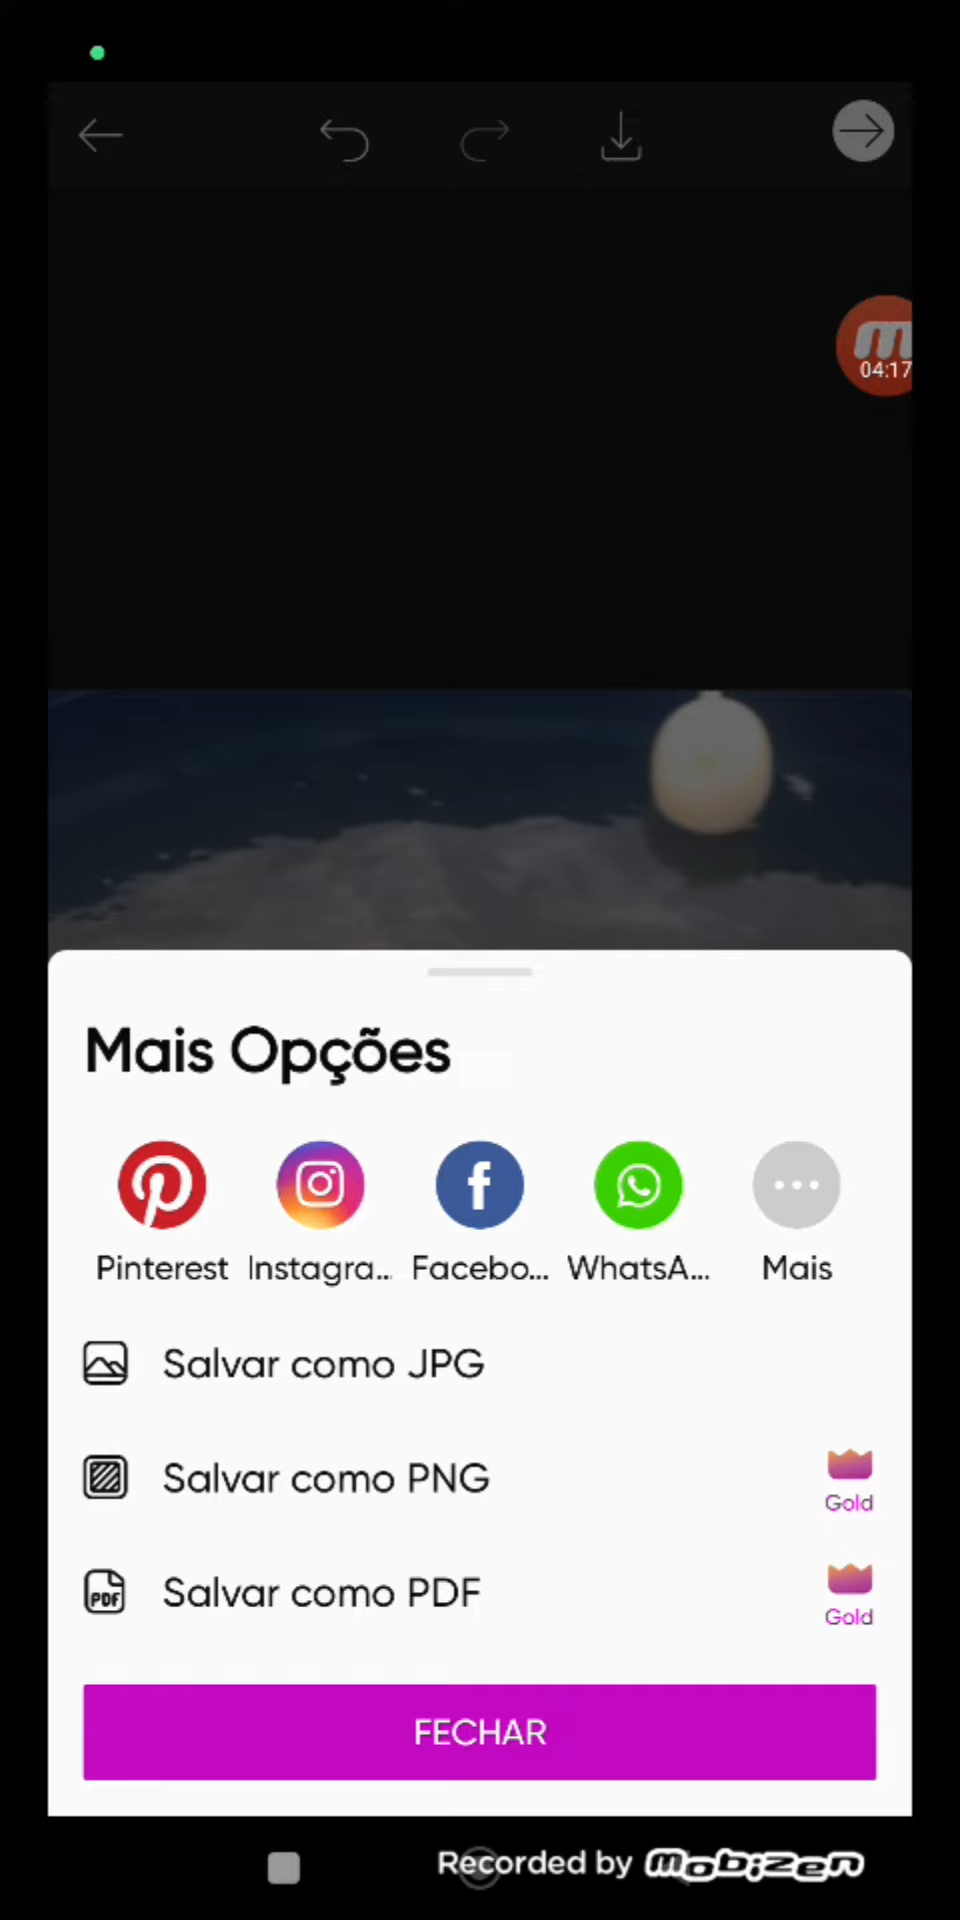 04:17
Mais Opções
Pinterest Instagra... Facebo... WhatsA... Mais
Salvar como JPG
Salvar como PNG
Gold
PDF Salvar como PDF
Gold
FECHAR
Recorded by mobizen